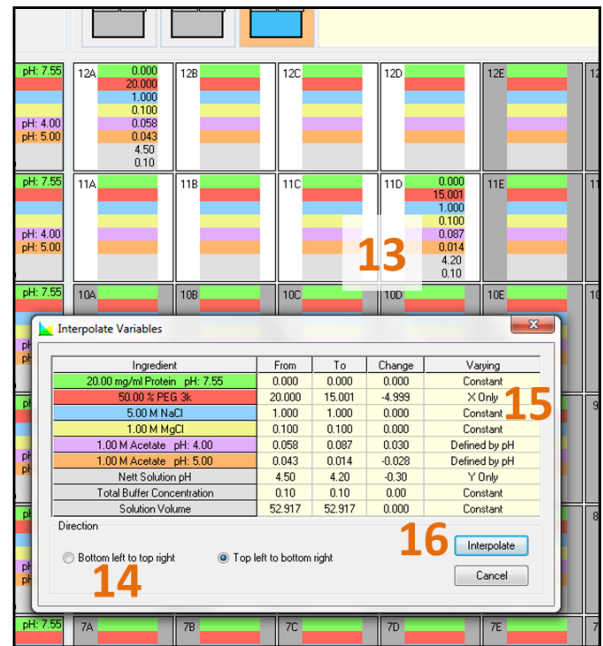 pH: 7.55
pH: 4.00
pH: 5.00
12A 0.000
20.000
1.000
0.100
0.058
0.043
4.50
0.10
12B
12C
12D
12E
12
pH: 7.55
pH: 4.00
pH: 5.00
11A
11B
11C
11D 0.000
15.001
1.000
0.100
0.087
0.014
4.20
0.10
11E
11
13
pH: 7.55
10A
10B
10C
10D
10E
10
Interpolate Variables
Ingredient From To Change Varying
20.00 mg/ml Protein pH: 7.55 0.000 0.000 0.000 Constant
50.00 % PEG 3k 20.000 15.001 -4.999 X Only
5.00 M NaCl 1.000 1.000 0.000 Constant
1.00 M MgCl 0.100 0.100 0.000 Constant
1.00 M Acetate pH: 4.00 0.058 0.087 0.030 Defined by pH
1.00 M Acetate pH: 5.00 0.043 0.014 -0.028 Defined by pH
Nett Solution pH 4.50 4.20 -0.30 Y Only
Total Buffer Concentration 0.10 0.10 0.00 Constant
Solution Volume 52.917 52.917 0.000 Constant
15
Direction
Bottom left to top right
Top left to bottom right
14
16
Interpolate
Cancel
9
8
pH: 7.55
7A
7B
7C
7D
7E
7